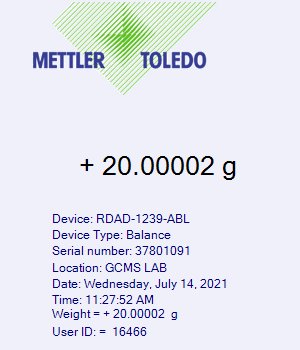 METTLER TOLEDO
+ 20.00002 g
Device: RDAD-1239-ABL
Device Type: Balance
Serial number: 37801091
Location: GCMS LAB
Date: Wednesday, July 14, 2021
Time: 11:27:52 AM
Weight = + 20.00002 g
User ID: = 16466